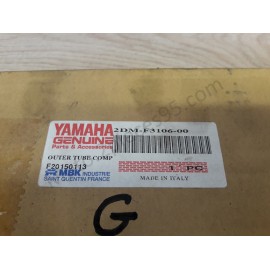 YAMAHA
GENUINE
Parts & Accessories
2DM-F3106-00
OUTER TUBE COMP
F20150113
MBK INDUSTRIE
SAINT QUENTIN FRANCE
1 PC
MADE IN ITALY
G